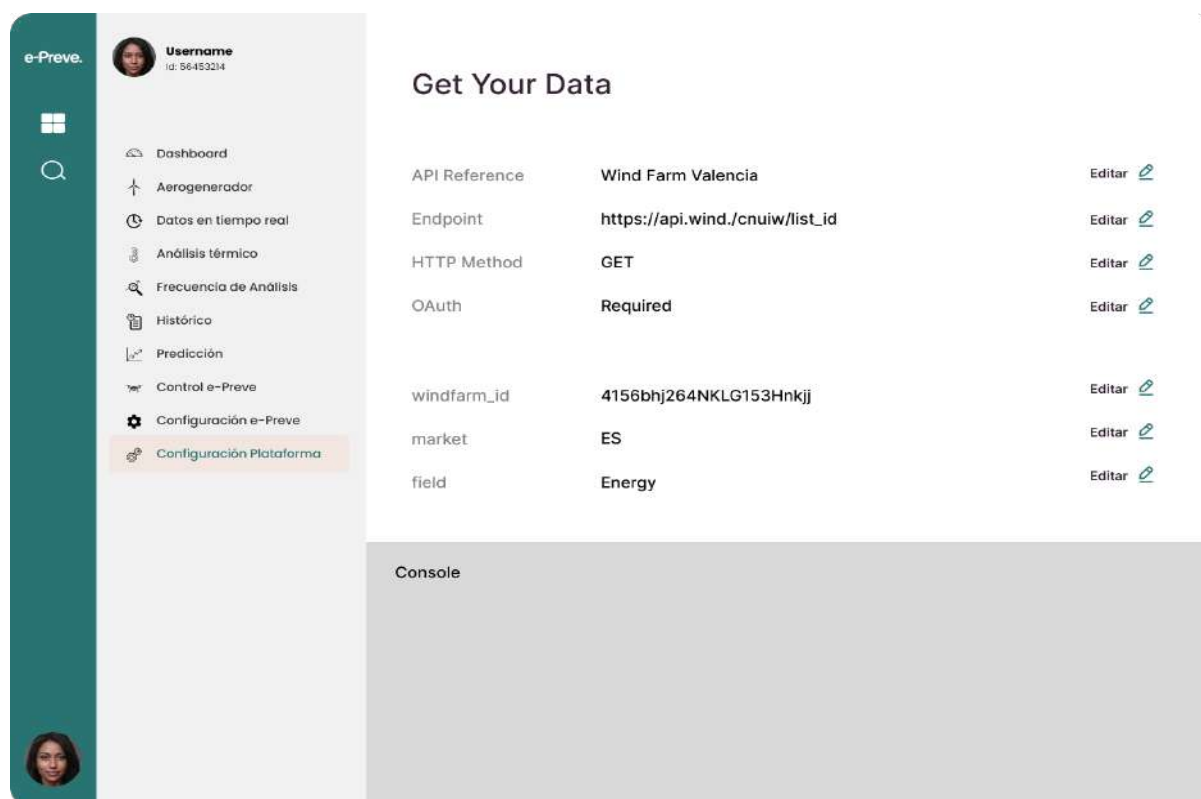 e-Preve.
Username
Id: 56453214
Dashboard
Aerogenerador
Datos en tiempo real
Análisis térmico
Frecuencia de Análisis
Histórico
Predicción
Control e-Preve
Configuración e-Preve
Configuración Plataforma
Get Your Data
API Reference Wind Farm Valencia Editar
Endpoint https://api.wind./cnuiw/list_id Editar
HTTP Method GET Editar
OAuth Required Editar
windfarm_id 4156bhj264NKLG153Hnkjj Editar
market ES Editar
field Energy Editar
Console